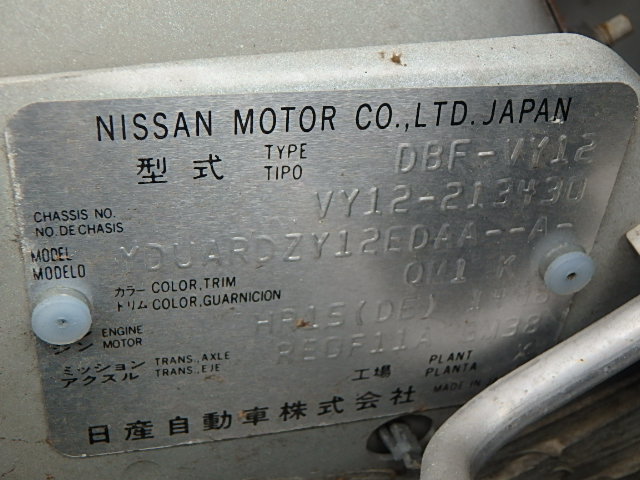 NISSAN MOTOR CO.,LTD. JAPAN
型式 TYPE TIPO DBF-VY12
CHASSIS NO. NO. DE CHASIS VY12-213430
MODEL MODELO YDUARDZY12EDAA--A-
カラー COLOR, TRIM QM1 K
トリム COLOR, GUARNICION
ENGINE MOTOR HR15(DE)
ミッション TRANS., AXLE RE0F11A
アクスル TRANS., EJE
工場 PLANT PLANTA
MADE IN
日産自動車株式会社